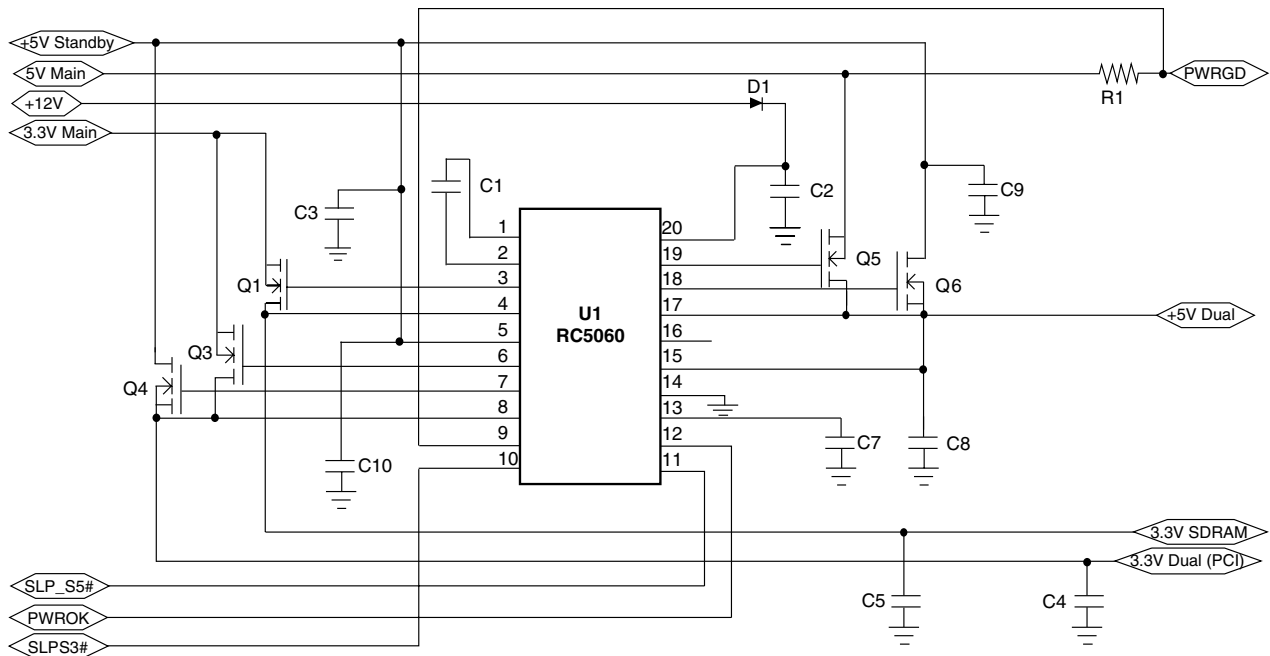 +5V Standby
5V Main
+12V
3.3V Main
D1
R1
PWRGD
C1
C2
C9
C3
1
2
3
4
5
6
7
8
9
10
20
19
18
17
16
15
14
13
12
11
U1
RC5060
Q1
Q3
Q4
Q5
Q6
+5V Dual
C10
C7
C8
3.3V SDRAM
3.3V Dual (PCI)
SLP_S5#
PWROK
SLPS3#
C5
C4